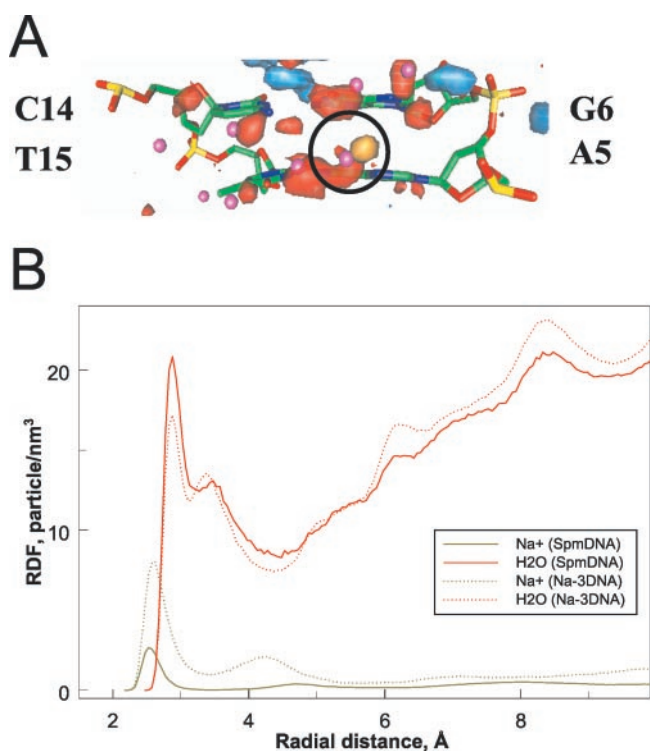 A
C14 G6
T15 A5
B
RDF, particle/nm³
20
10
0
Na+ (SpmDNA)
H2O (SpmDNA)
Na+ (Na-3DNA)
H2O (Na-3DNA)
2 4 6 8
Radial distance, Å